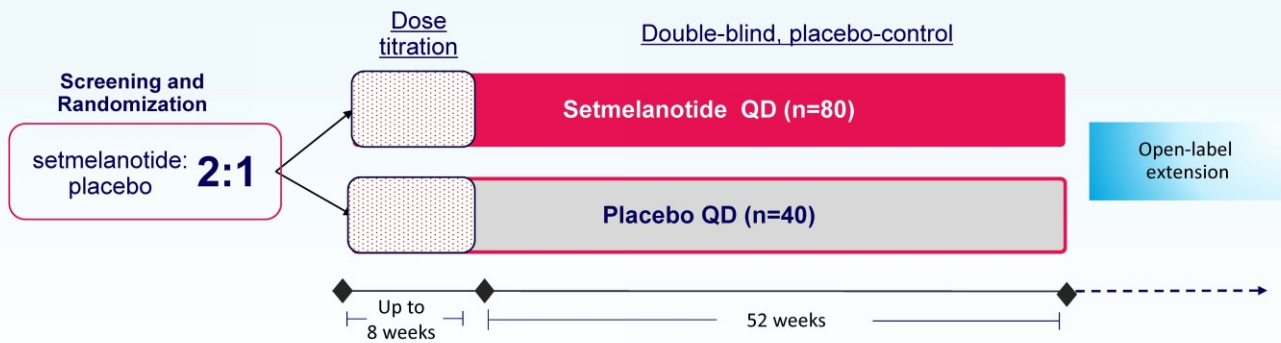 Dose
titration
Double-blind, placebo-control
Screening and
Randomization
setmelanotide:
placebo
2:1
Setmelanotide QD (n=80)
Placebo QD (n=40)
Open-label
extension
Up to
8 weeks
52 weeks